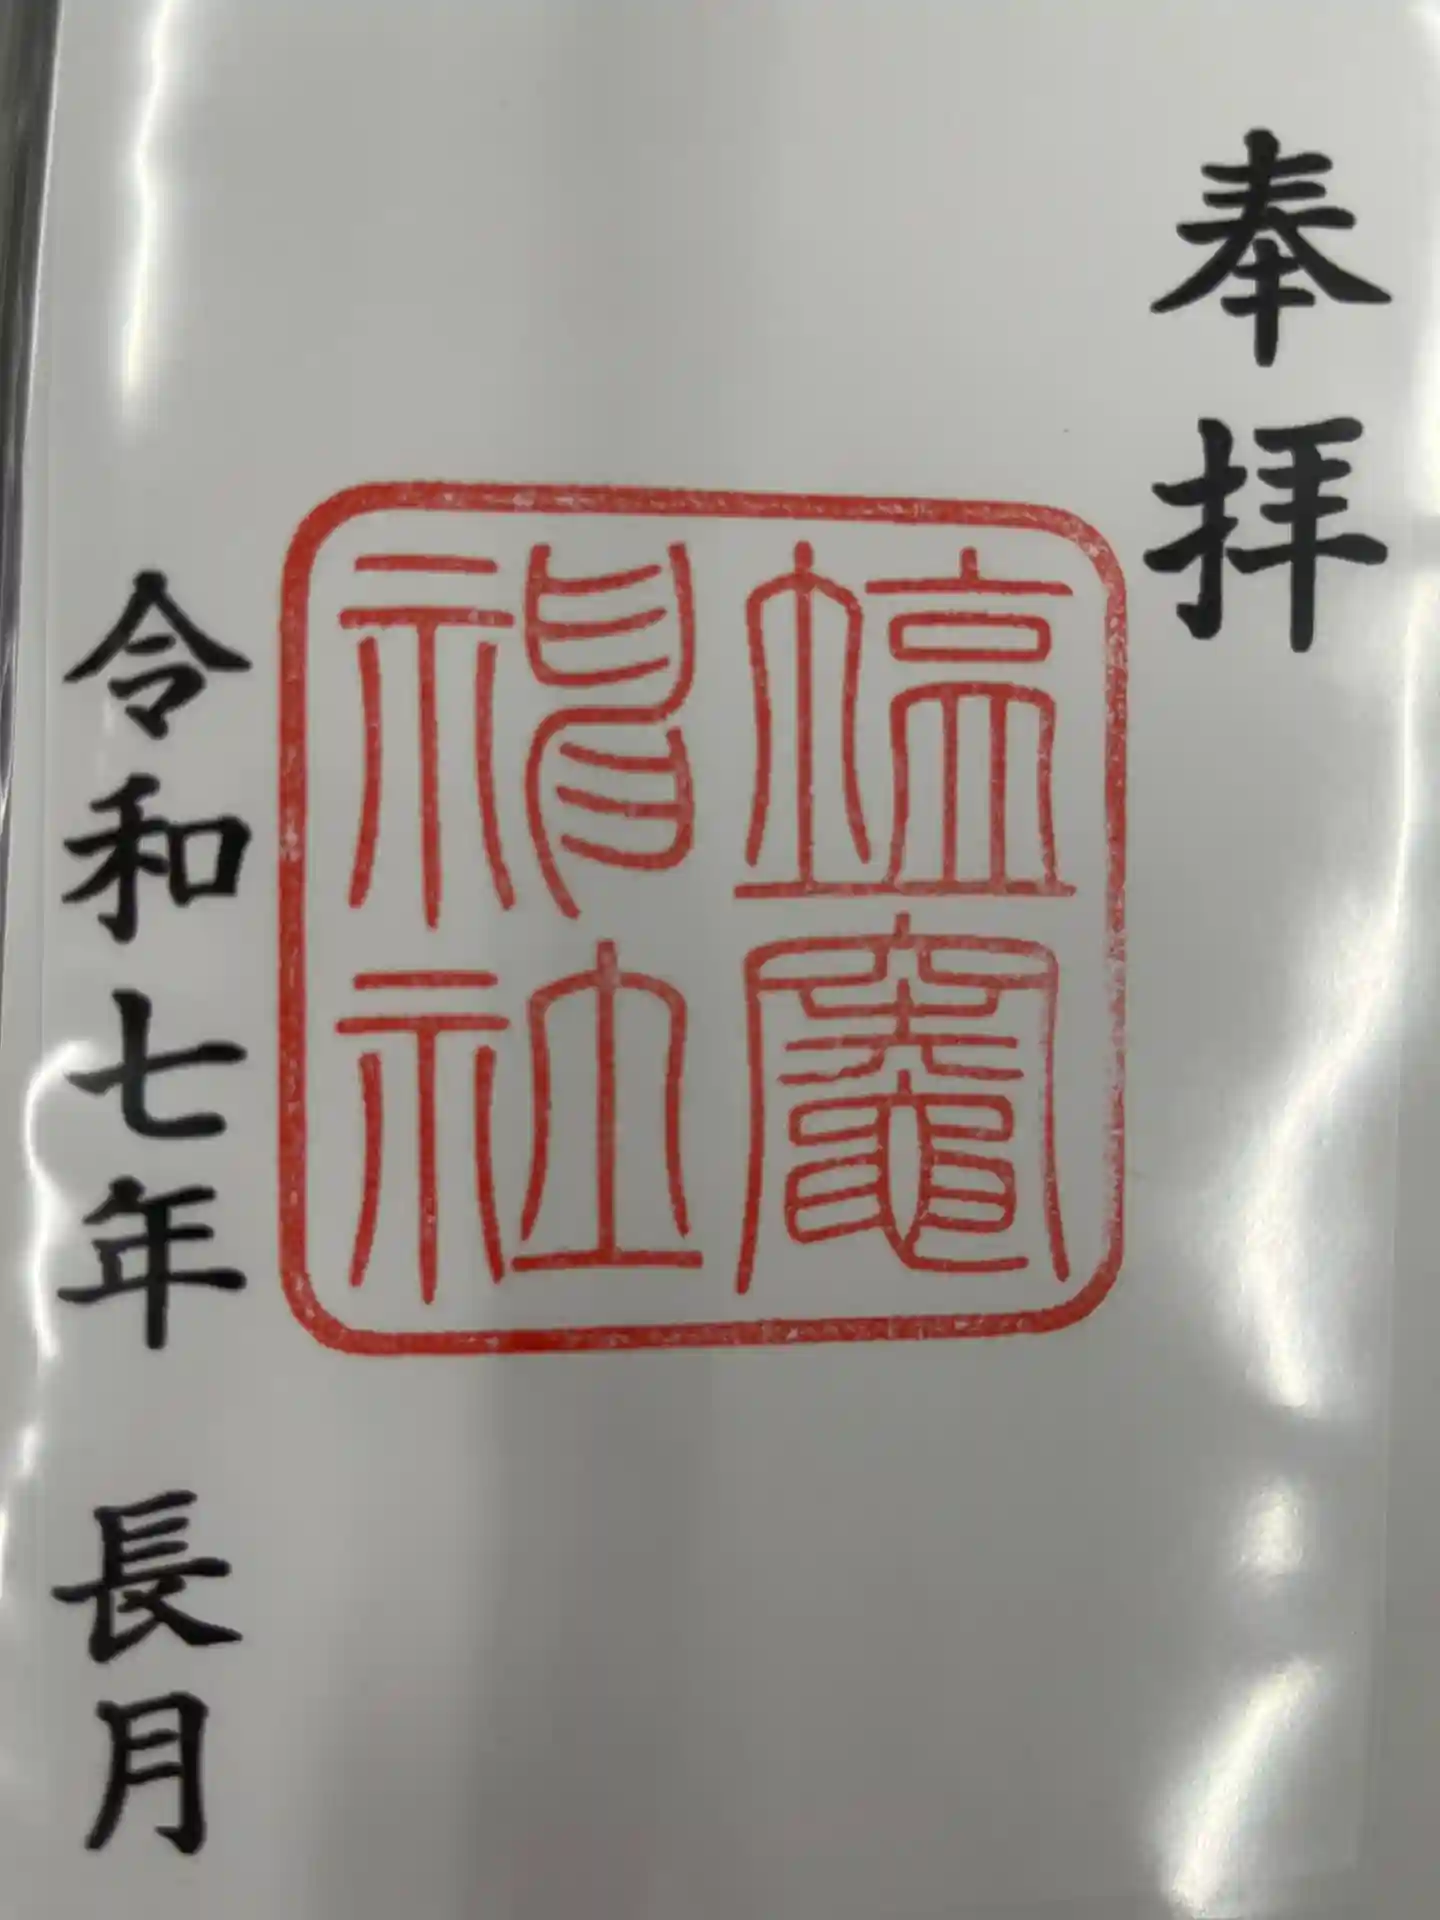 奉拝
塩竈
神社
令和七年 長月